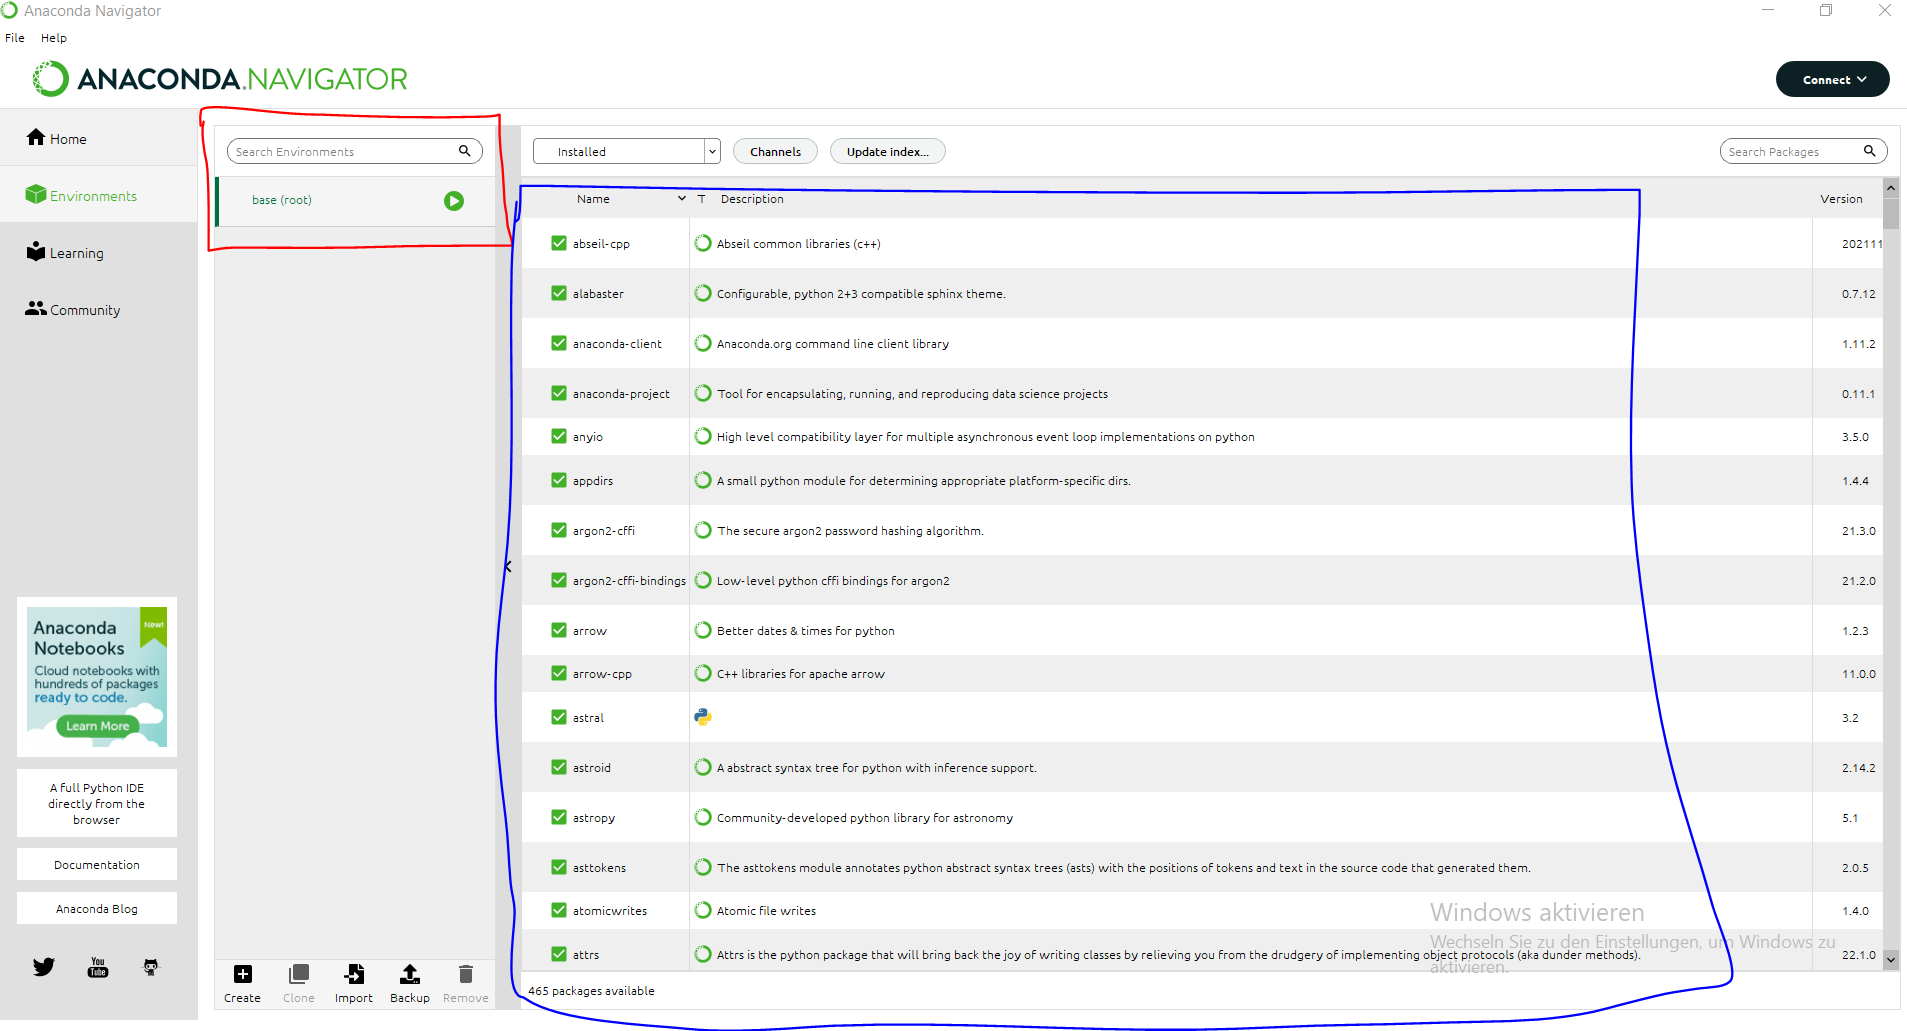 Anaconda Navigator
File Help
ANACONDA.NAVIGATOR
Connect
Home
Environments
Learning
Community
Anaconda
Notebooks
New!
Cloud notebooks with
hundreds of packages
ready to code.
Learn More
A full Python IDE
directly from the
browser
Documentation
Anaconda Blog
You
Tube
Search Environments
base (root)
Create Clone Import Backup Remove
Installed Channels Update index... Search Packages
Name T Description Version
abseil-cpp Abseil common libraries (c++) 202111
alabaster Configurable, python 2+3 compatible sphinx theme. 0.7.12
anaconda-client Anaconda.org command line client library 1.11.2
anaconda-project Tool for encapsulating, running, and reproducing data science projects 0.11.1
anyio High level compatibility layer for multiple asynchronous event loop implementations on python 3.5.0
appdirs A small python module for determining appropriate platform-specific dirs. 1.4.4
argon2-cffi The secure argon2 password hashing algorithm. 21.3.0
argon2-cffi-bindings Low-level python cffi bindings for argon2 21.2.0
arrow Better dates & times for python 1.2.3
arrow-cpp C++ libraries for apache arrow 11.0.0
astral 3.2
astroid A abstract syntax tree for python with inference support. 2.14.2
astropy Community-developed python library for astronomy 5.1
asttokens The asttokens module annotates python abstract syntax trees (asts) with the positions of tokens and text in the source code that generated them. 2.0.5
atomicwrites Atomic file writes 1.4.0
attrs Attrs is the python package that will bring back the joy of writing classes by relieving you from the drudgery of implementing object protocols (aka dunder methods). 22.1.0
465 packages available
Windows aktivieren
Wechseln Sie zu den Einstellungen, um Windows zu
aktivieren.